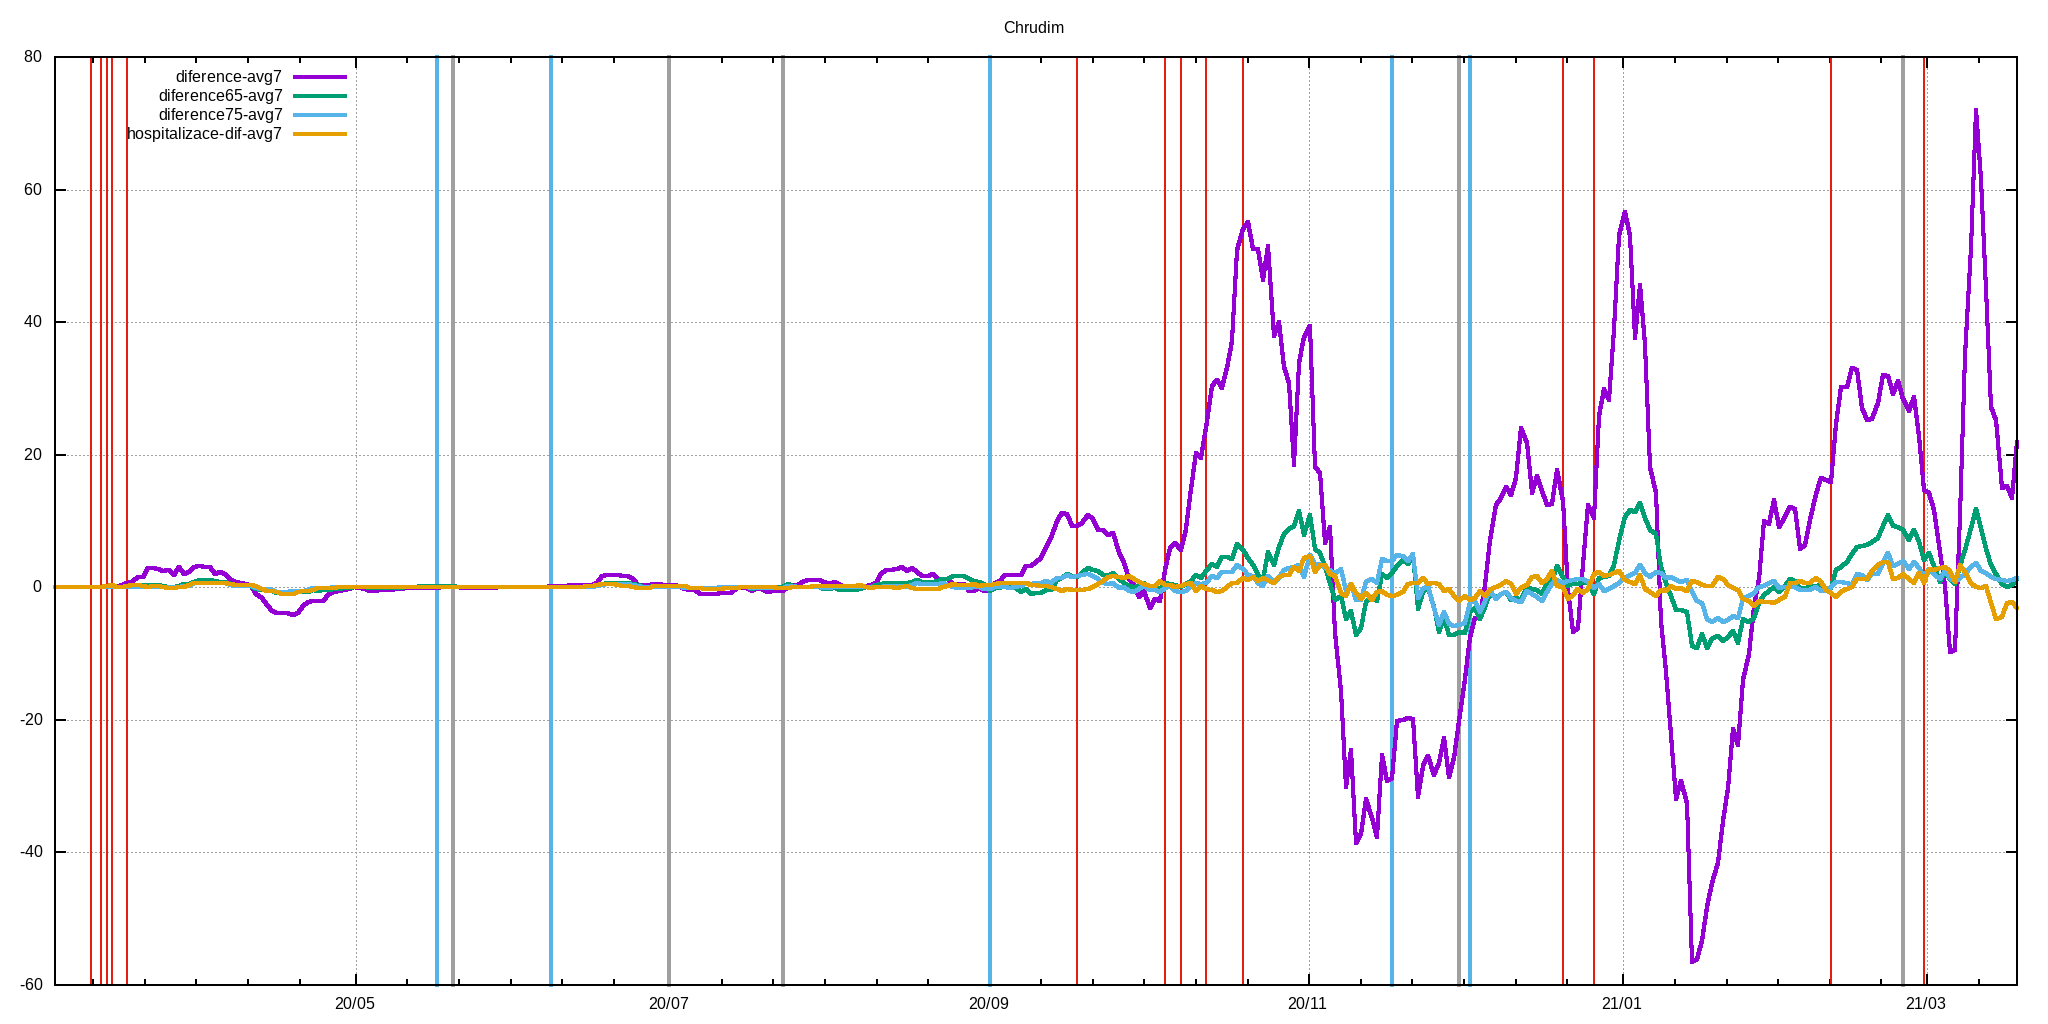 Chrudim
80
diference-avg7
diference65-avg7
diference75-avg7
hospitalizace-dif-avg7
60
40
20
0
-20
-40
-60
20/05 20/07 20/09 20/11 21/01 21/03